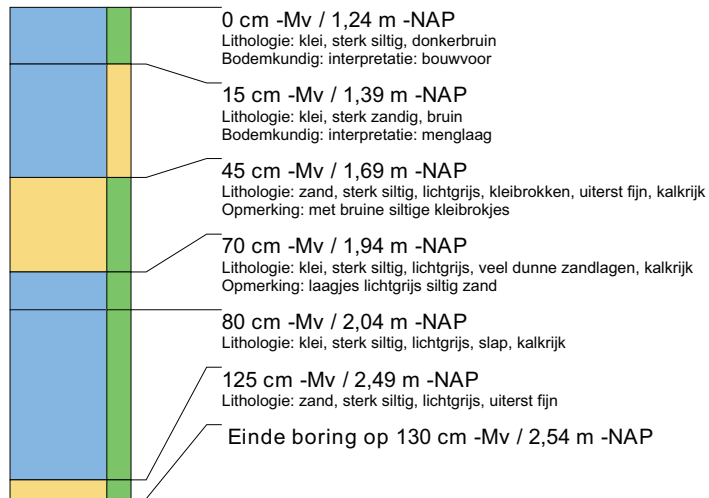 0 cm -Mv / 1,24 m -NAP
Lithologie: klei, sterk siltig, donkerbruin
Bodemkundig: interpretatie: bouwvoor
15 cm -Mv / 1,39 m -NAP
Lithologie: klei, sterk zandig, bruin
Bodemkundig: interpretatie: menglaag
45 cm -Mv / 1,69 m -NAP
Lithologie: zand, sterk siltig, lichtgrijs, kleibrokken, uiterst fijn, kalkrijk
Opmerking: met bruine siltige kleibrokjes
70 cm -Mv / 1,94 m -NAP
Lithologie: klei, sterk siltig, lichtgrijs, veel dunne zandlagen, kalkrijk
Opmerking: laagjes lichtgrijs siltig zand
80 cm -Mv / 2,04 m -NAP
Lithologie: klei, sterk siltig, lichtgrijs, slap, kalkrijk
125 cm -Mv / 2,49 m -NAP
Lithologie: zand, sterk siltig, lichtgrijs, uiterst fijn
Einde boring op 130 cm -Mv / 2,54 m -NAP